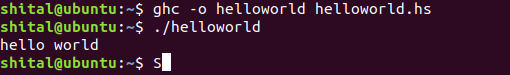 shital@ubuntu:~$ ghc -o helloworld helloworld.hs
shital@ubuntu:~$ ./helloworld
hello world
shital@ubuntu:~$ S